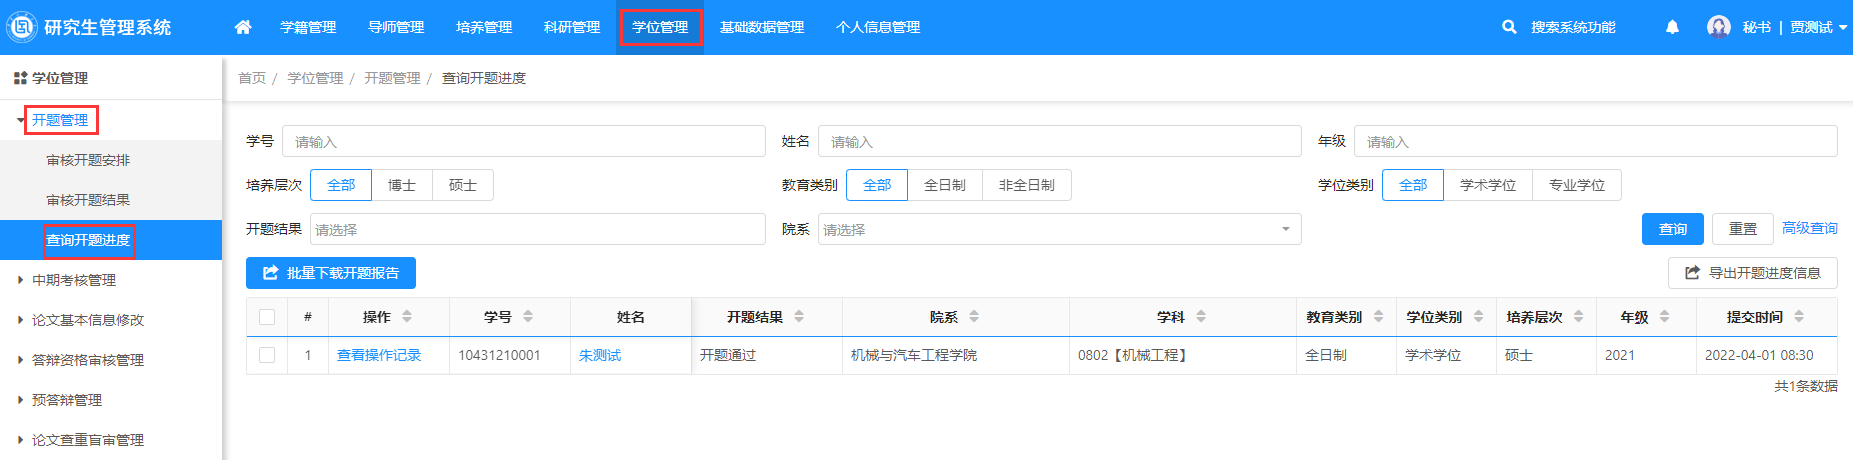 研究生管理系统 学籍管理 导师管理 培养管理 科研管理 学位管理 基础数据管理 个人信息管理 搜索系统功能 秘书 | 贾测试
学位管理
首页 / 学位管理 / 开题管理 / 查询开题进度
开题管理
审核开题安排
审核开题结果
查询开题进度
中期考核管理
论文基本信息修改
答辩资格审核管理
预答辩管理
论文查重盲审管理
学号 请输入 姓名 请输入 年级 请输入
培养层次 全部 博士 硕士 教育类别 全部 全日制 非全日制 学位类别 全部 学术学位 专业学位
开题结果 请选择 院系 请选择 查询 重置 高级查询
批量下载开题报告 导出开题进度信息
# 操作 学号 姓名 开题结果 院系 学科 教育类别 学位类别 培养层次 年级 提交时间
1 查看操作记录 10431210001 朱测试 开题通过 机械与汽车工程学院 0802【机械工程】 全日制 学术学位 硕士 2021 2022-04-01 08:30
共1条数据